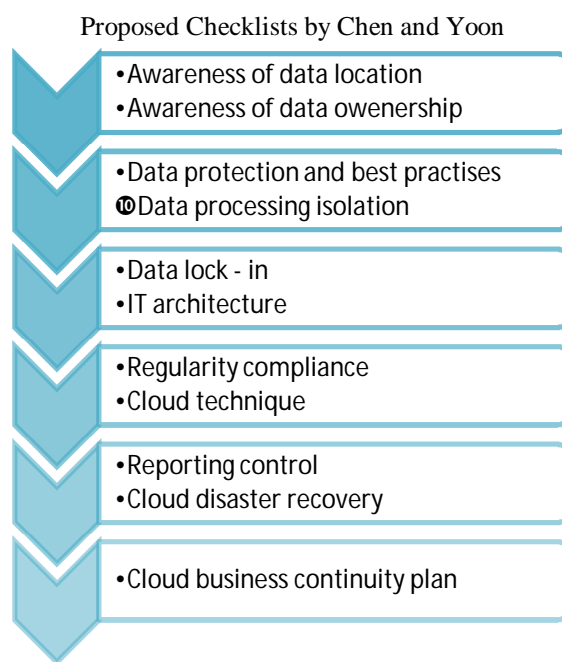 Proposed Checklists by Chen and Yoon
•Awareness of data location
•Awareness of data owenership
•Data protection and best practises
❿Data processing isolation
•Data lock - in
•IT architecture
•Regularity compliance
•Cloud technique
•Reporting control
•Cloud disaster recovery
•Cloud business continuity plan